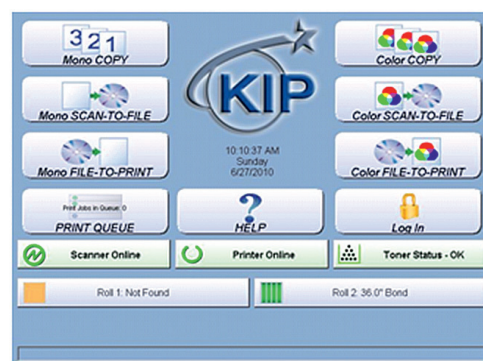 3 2 1
Mono COPY
Color COPY
KIP
Mono SCAN-TO-FILE
Color SCAN-TO-FILE
10:10:37 AM
Sunday
6/27/2010
Mono FILE-TO-PRINT
Color FILE-TO-PRINT
Print Jobs in Queue: 0
PRINT QUEUE
?
HELP
Log In
Scanner Online
Printer Online
Toner Status - OK
Roll 1: Not Found
Roll 2: 36.0" Bond